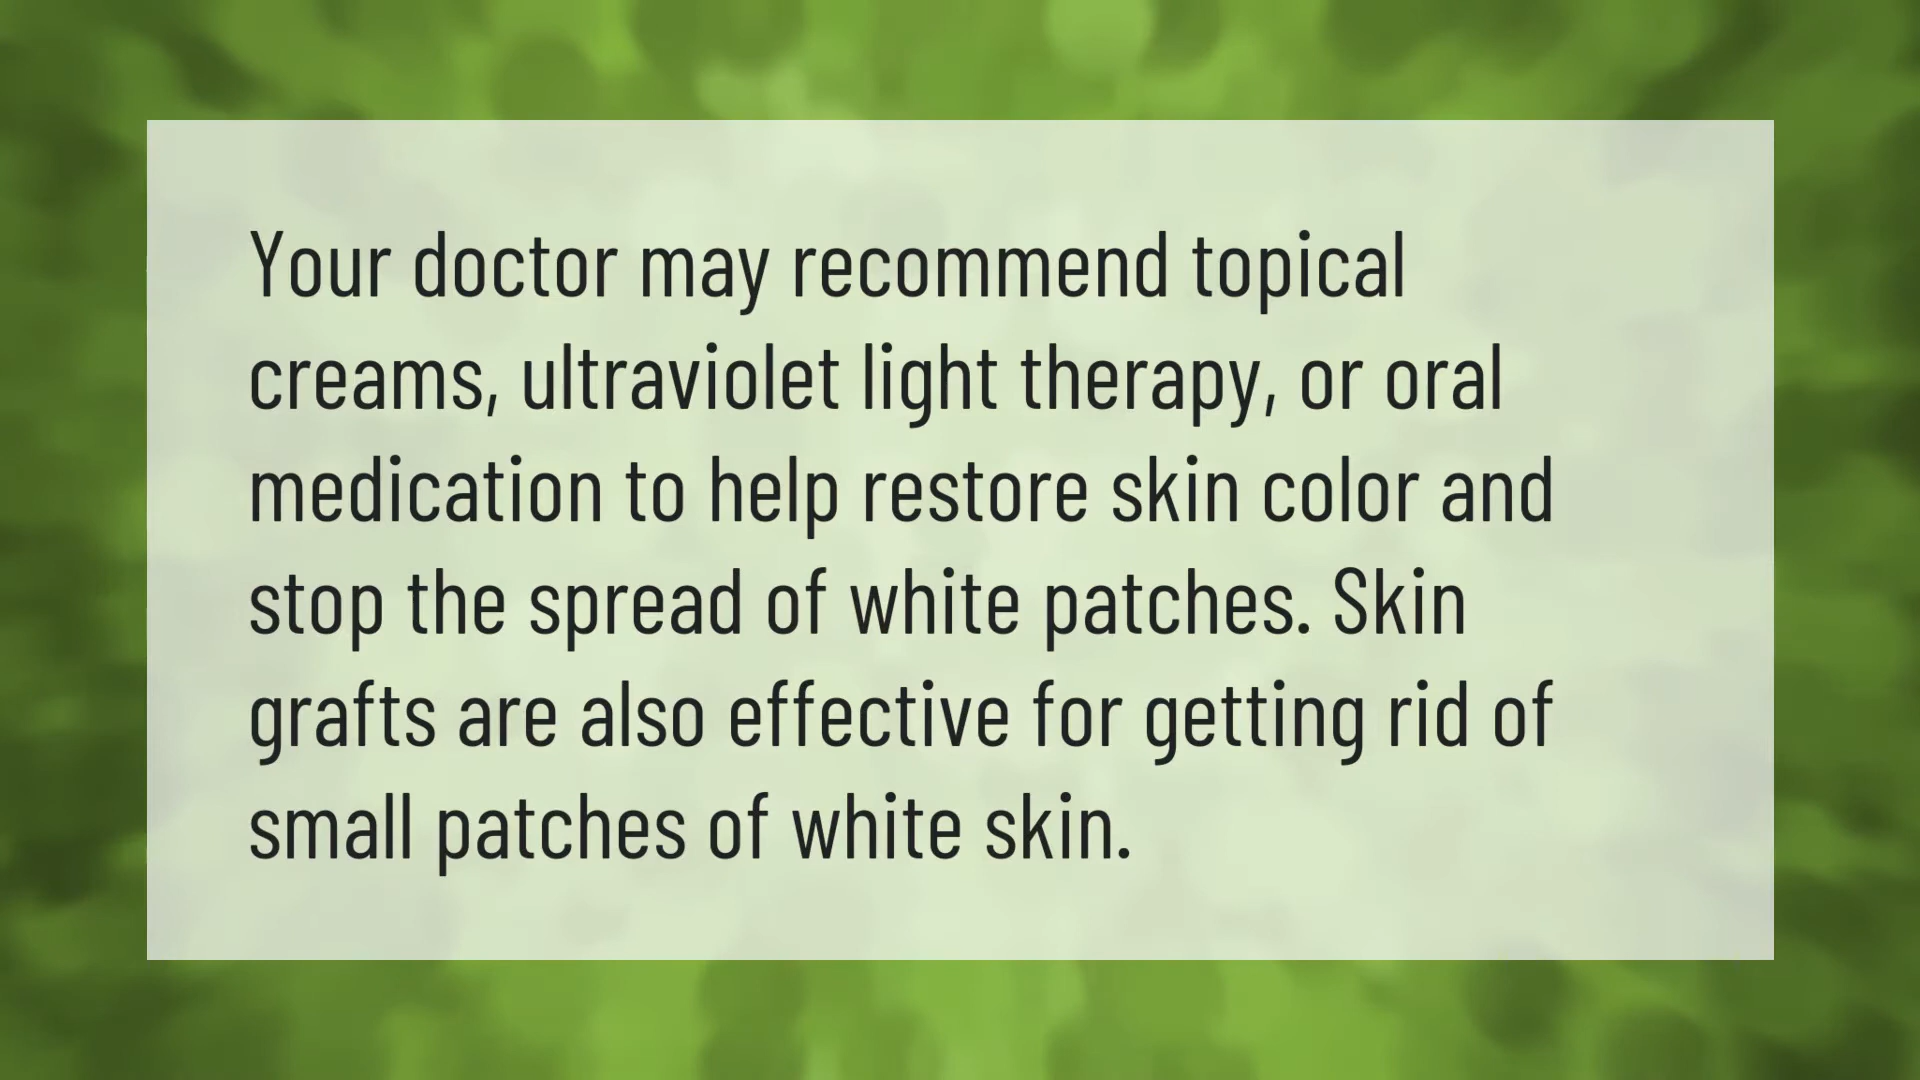 Your doctor may recommend topical
creams, ultraviolet light therapy, or oral
medication to help restore skin color and
stop the spread of white patches. Skin
grafts are also effective for getting rid of
small patches of white skin.